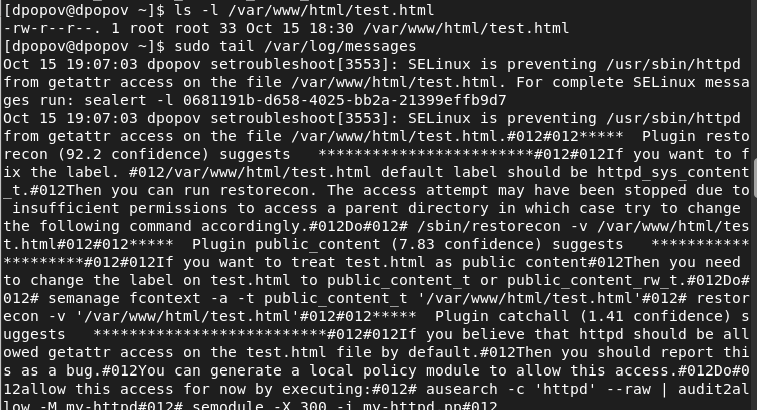 [dpopov@dpopov ~]$ ls -l /var/www/html/test.html
-rw-r--r--. 1 root root 33 Oct 15 18:30 /var/www/html/test.html
[dpopov@dpopov ~]$ sudo tail /var/log/messages
Oct 15 19:07:03 dpopov setroubleshoot[3553]: SELinux is preventing /usr/sbin/httpd
from getattr access on the file /var/www/html/test.html. For complete SELinux messa
ges run: sealert -l 0681191b-d658-4025-bb2a-21399effb9d7
Oct 15 19:07:03 dpopov setroubleshoot[3553]: SELinux is preventing /usr/sbin/httpd
from getattr access on the file /var/www/html/test.html.#012#012*****  Plugin resto
recon (92.2 confidence) suggests   ************************#012#012If you want to f
ix the label. #012/var/www/html/test.html default label should be httpd_sys_content
_t.#012Then you can run restorecon. The access attempt may have been stopped due to
 insufficient permissions to access a parent directory in which case try to change
the following command accordingly.#012Do#012# /sbin/restorecon -v /var/www/html/tes
t.html#012#012*****  Plugin public_content (7.83 confidence) suggests   ***********
*********#012#012If you want to treat test.html as public content#012Then you need
to change the label on test.html to public_content_t or public_content_rw_t.#012Do#
012# semanage fcontext -a -t public_content_t '/var/www/html/test.html'#012# restor
econ -v '/var/www/html/test.html'#012#012*****  Plugin catchall (1.41 confidence) s
uggests   **************************#012#012If you believe that httpd should be all
owed getattr access on the test.html file by default.#012Then you should report thi
s as a bug.#012You can generate a local policy module to allow this access.#012Do#0
12allow this access for now by executing:#012# ausearch -c 'httpd' --raw | audit2al
low -M my-httpd#012# semodule -X 300 -i my-httpd.pp#012